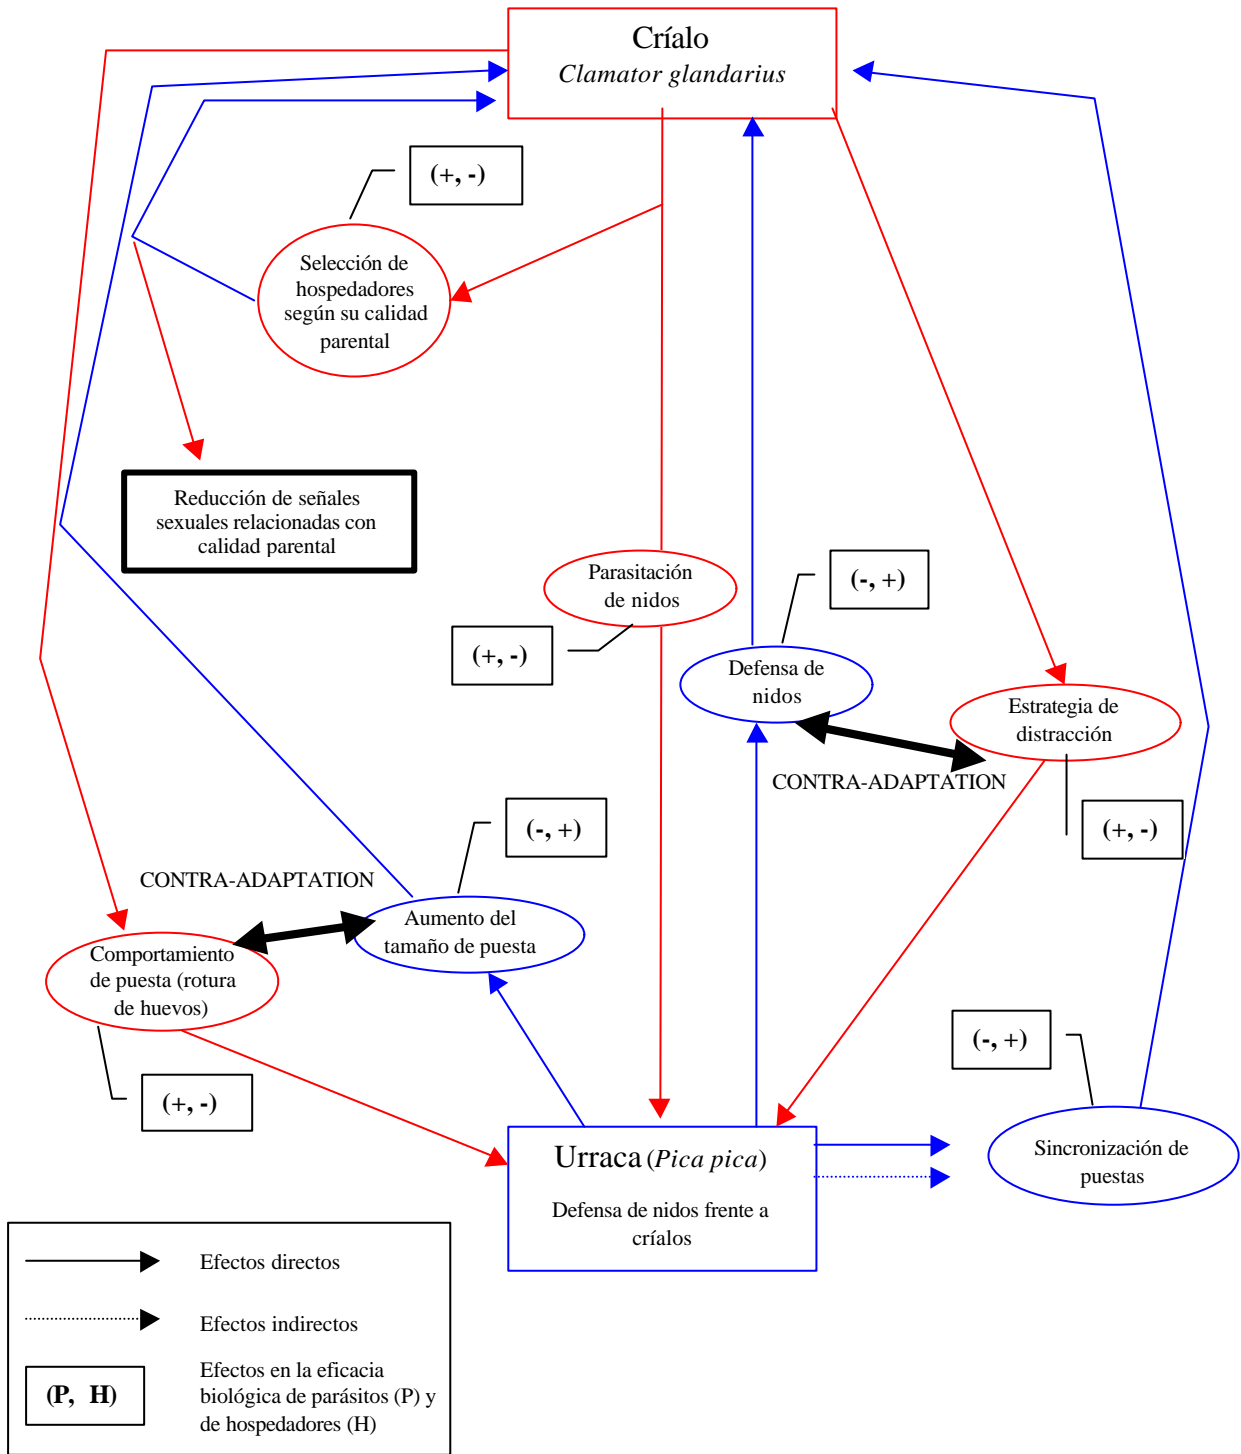 Críalo
Clamator glandarius
(+, -)
Selección de
hospedadores
según su calidad
parental
Reducción de señales
sexuales relacionadas con
calidad parental
Parasitación
de nidos
(+, -)
(-, +)
Defensa de
nidos
Estrategia de
distracción
CONTRA-ADAPTATION
(+, -)
(-, +)
CONTRA-ADAPTATION
Aumento del
tamaño de puesta
Comportamiento
de puesta (rotura
de huevos)
(+, -)
(-, +)
Sincronización de
puestas
Urraca (Pica pica)
Defensa de nidos frente a
críalos
Efectos directos
Efectos indirectos
(P, H)
Efectos en la eficacia
biológica de parásitos (P) y
de hospedadores (H)